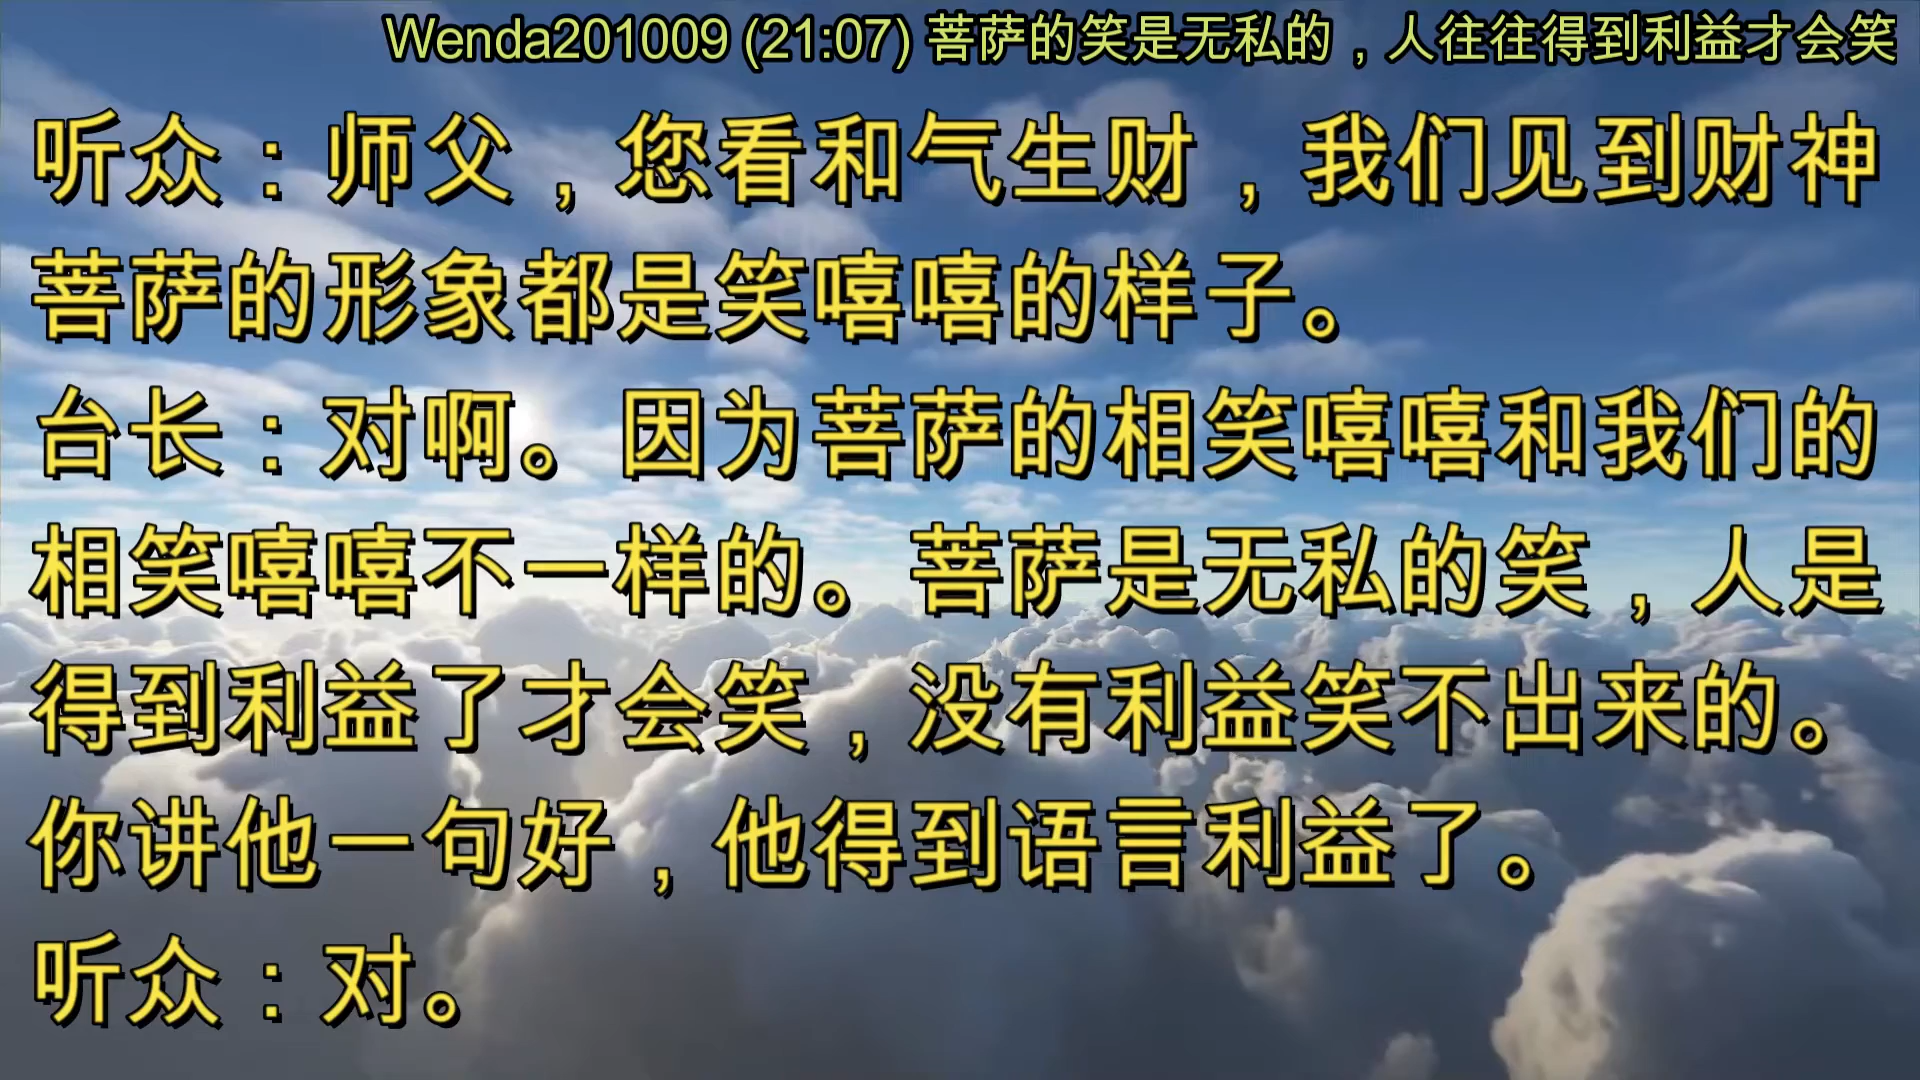 Wenda201009 (21:07) 菩萨的笑是无私的，人往往得到利益才会笑
听众：师父，您看和气生财，我们见到财神
菩萨的形象都是笑嘻嘻的样子。
台长：对啊。因为菩萨的相笑嘻嘻和我们的
相笑嘻嘻不一样的。菩萨是无私的笑，人是
得到利益了才会笑，没有利益笑不出来的。
你讲他一句好，他得到语言利益了。
听众：对。